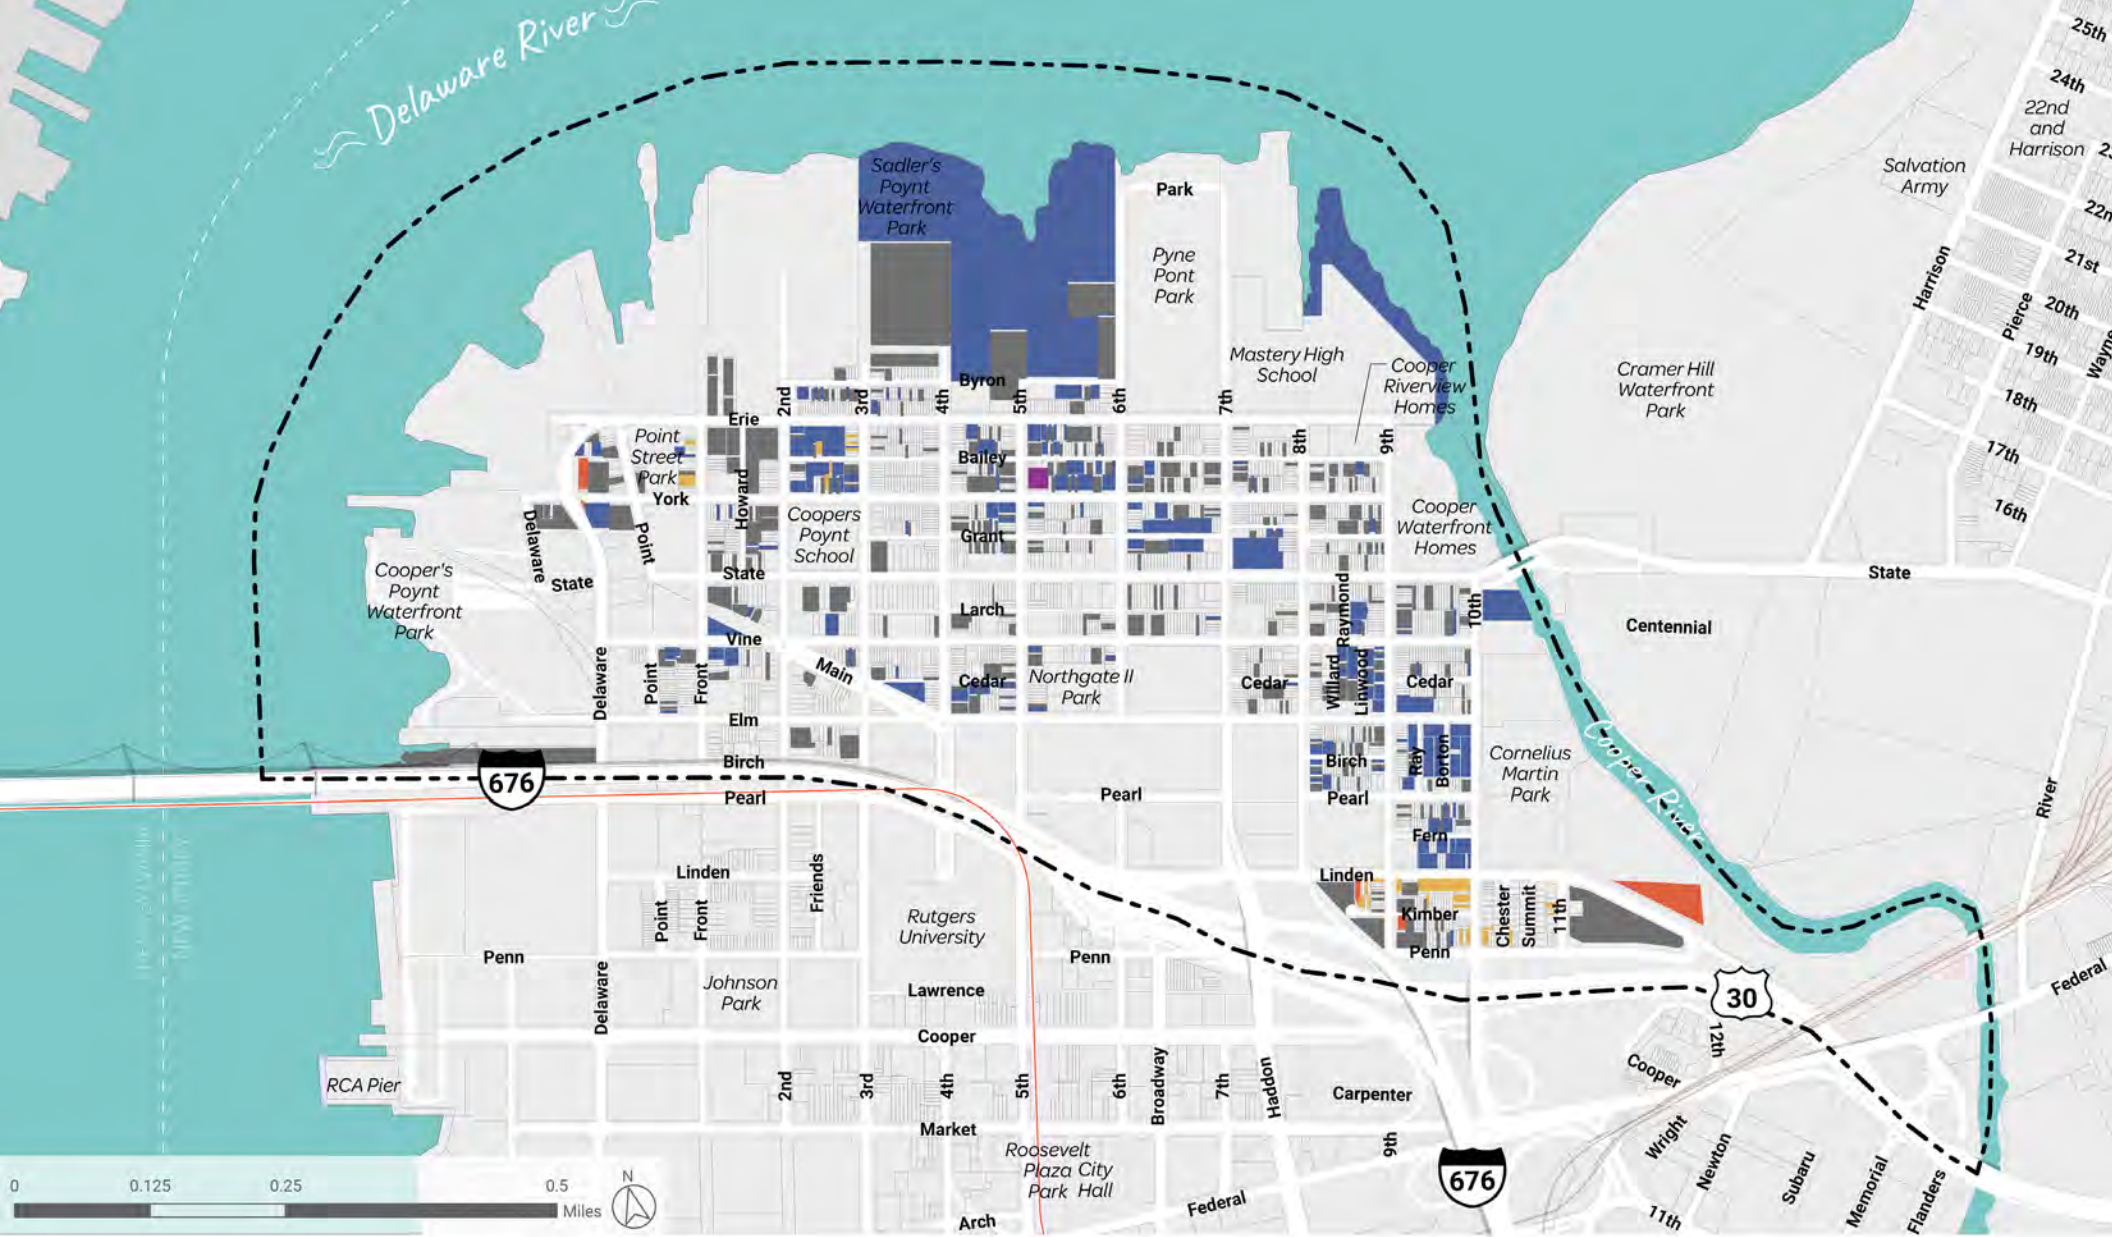 Delaware River
25th
24th
22nd
and
Harrison
Salvation
Army
22n
21st
20th
19th
18th
17th
16th
Harrison
Pierce
Wayne
Sadler's
Poynt
Waterfront
Park
Park
Pyne
Pont
Park
Mastery High
School
Cooper
Riverview
Homes
Cramer Hill
Waterfront
Park
Byron
2nd
3rd
4th
5th
6th
7th
8th
9th
Erie
Point
Street
Park
Bailey
York
Howard
Delaware
Point
Coopers
Poynt
School
Grant
Cooper
Waterfront
Homes
State
State
State
Cooper's
Poynt
Waterfront
Park
Larch
Raymond
10th
Centennial
Vine
Main
Delaware
Point
Front
Cedar
Northgate II
Park
Cedar
Willard
Linwood
Cedar
Elm
Birch
676
Pearl
Pearl
Birch
Pearl
Ray
Borton
Cornelius
Martin
Park
Cooper River
River
Fern
Linden
Linden
Friends
Point
Front
Rutgers
University
Kimber
Chester
Summit
11th
Penn
Penn
Penn
Delaware
Johnson
Park
Lawrence
30
Federal
Cooper
12th
Cooper
RCA Pier
2nd
3rd
4th
5th
6th
Broadway
7th
Haddon
Carpenter
Market
9th
Roosevelt
Plaza City
Park Hall
Wright
Newton
Subaru
Memorial
Flanders
676
Federal
Arch
11th
NEW JERSEY
0 0.125 0.25 0.5
Miles
N